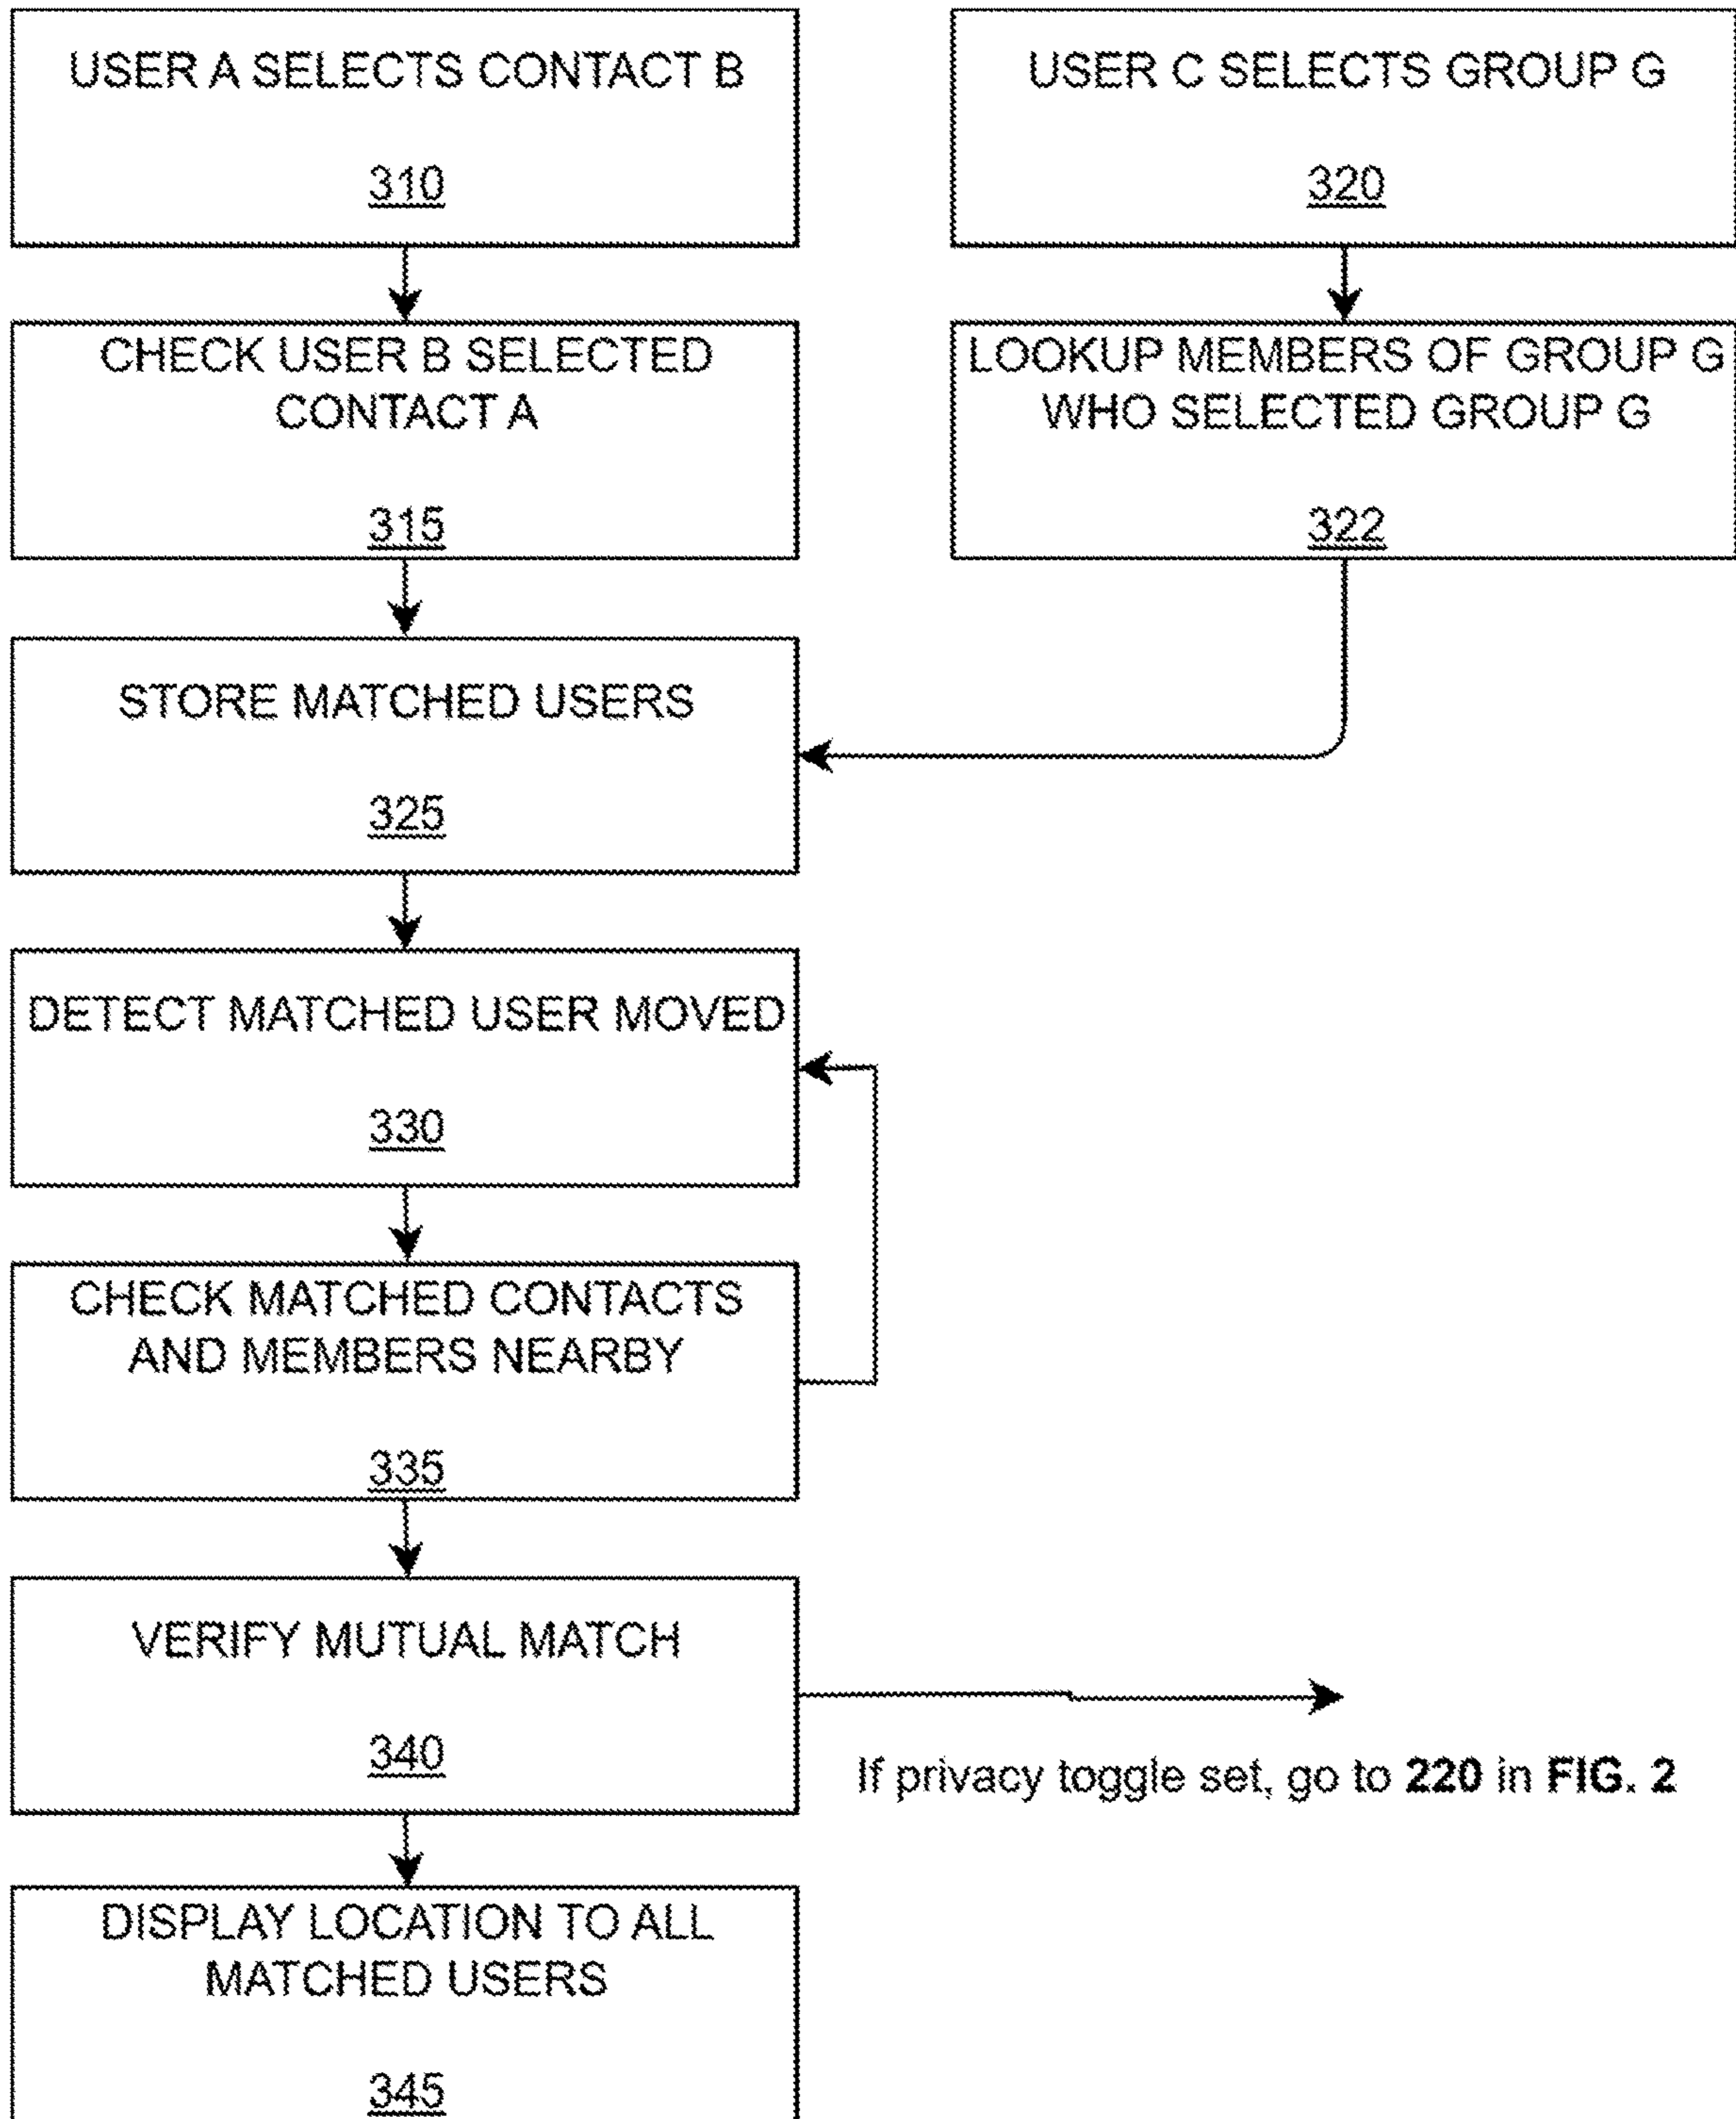 USER A SELECTS CONTACT B
310
USER C SELECTS GROUP G
320
CHECK USER B SELECTED
CONTACT A
315
LOOKUP MEMBERS OF GROUP G
WHO SELECTED GROUP G
322
STORE MATCHED USERS
325
DETECT MATCHED USER MOVED
330
CHECK MATCHED CONTACTS
AND MEMBERS NEARBY
335
VERIFY MUTUAL MATCH
340
If privacy toggle set, go to 220 in FIG. 2
DISPLAY LOCATION TO ALL
MATCHED USERS
345